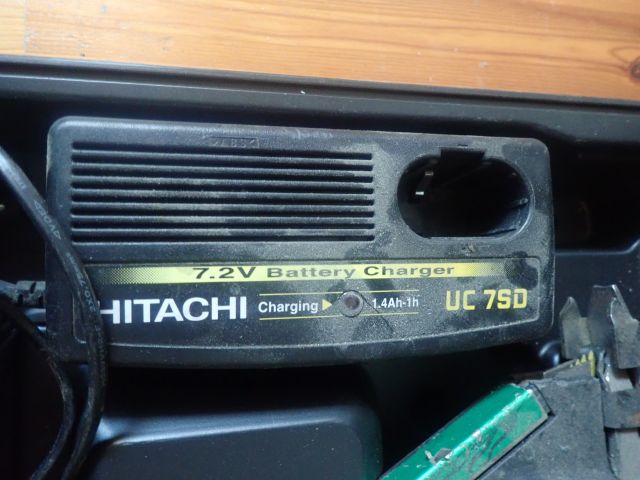 7.2V Battery Charger
HITACHI Charging ▶ 1.4Ah-1h UC 7SD